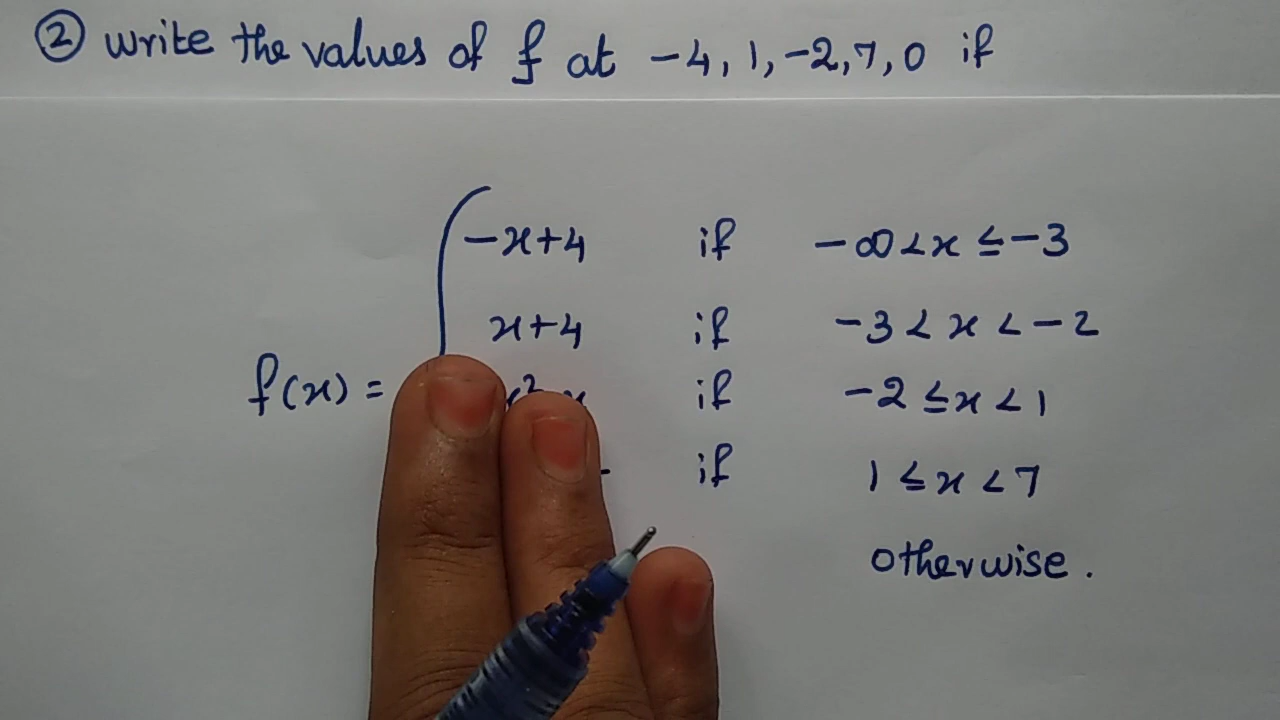 ② write the values of f at -4, 1, -2, 7, 0 if
-x+4 if -∞<x≤-3
x+4 if -3<x<-2
f(x) = if -2≤x<1
if 1≤x<7
otherwise.